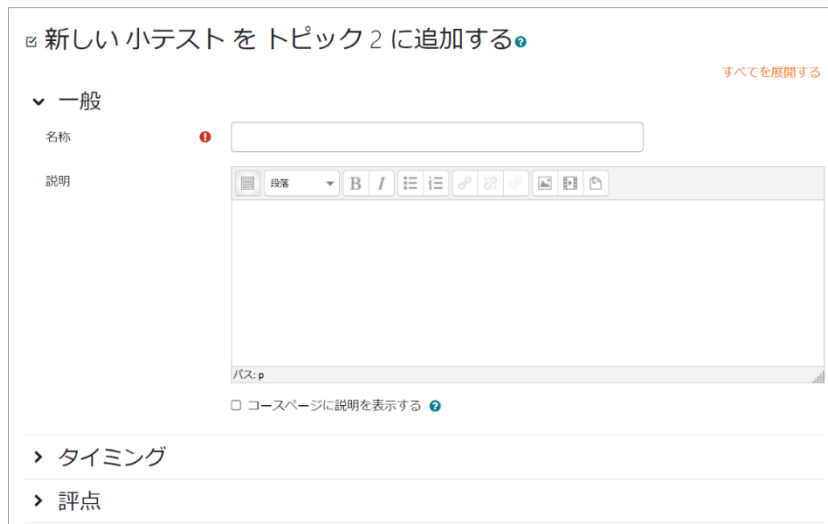 新しい 小テスト を トピック 2 に追加する
すべてを展開する
一般
名称
説明
段落 B I
パス: p
コースページに説明を表示する
タイミング
評点